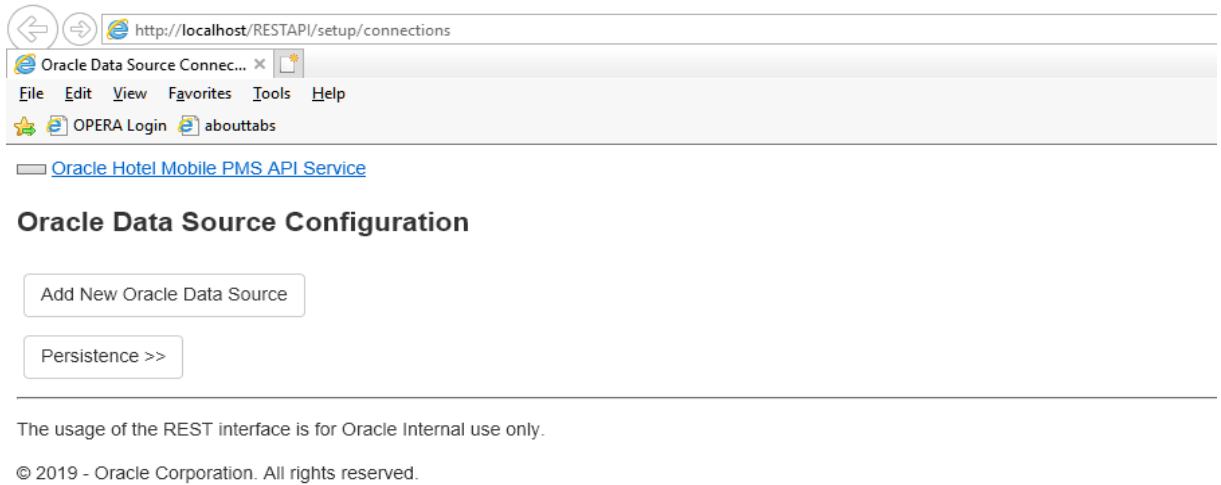 http://localhost/RESTAPI/setup/connections
Oracle Data Source Connec...
File Edit View Favorites Tools Help
OPERA Login abouttabs
Oracle Hotel Mobile PMS API Service
Oracle Data Source Configuration
Add New Oracle Data Source
Persistence >>
The usage of the REST interface is for Oracle Internal use only.
© 2019 - Oracle Corporation. All rights reserved.